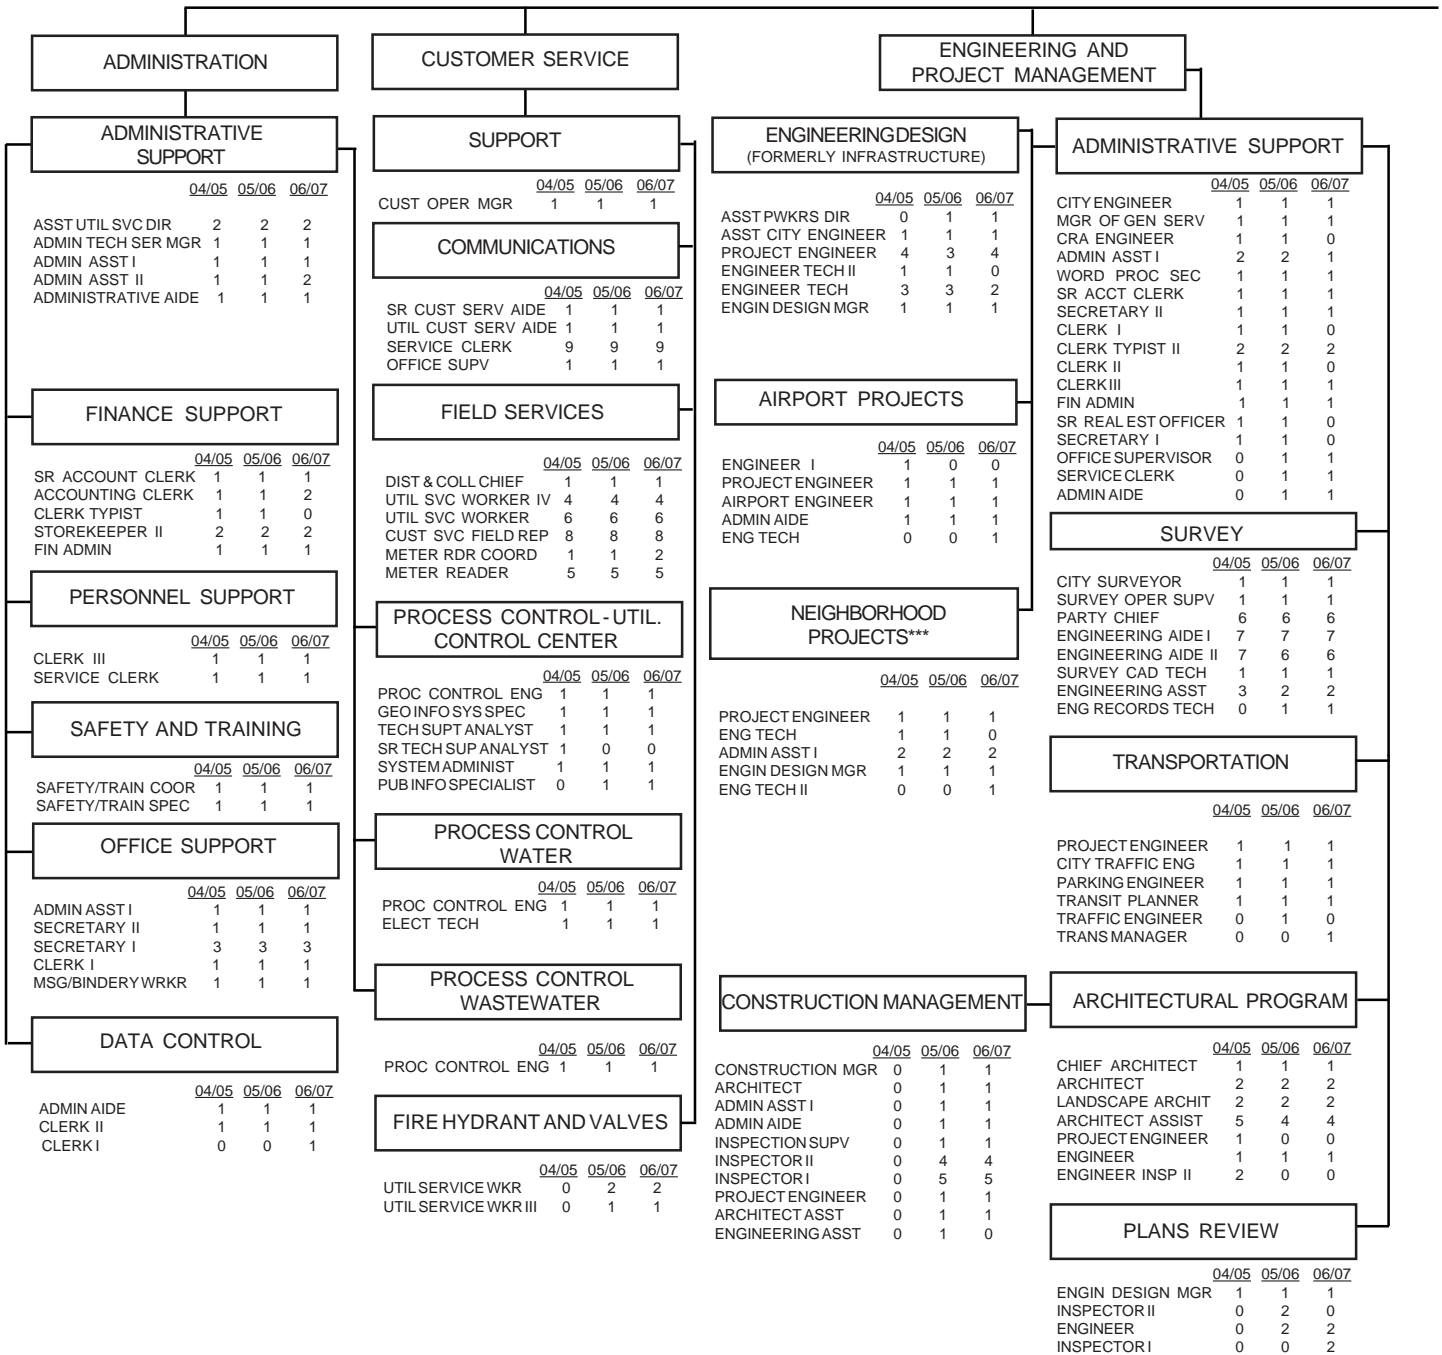 ADMINISTRATION
ADMINISTRATIVE
SUPPORT
04/05 05/06 06/07
ASST UTIL SVC DIR 2 2 2
ADMIN TECH SER MGR 1 1 1
ADMIN ASST I 1 1 1
ADMIN ASST II 1 1 2
ADMINISTRATIVE AIDE 1 1 1
FINANCE SUPPORT
04/05 05/06 06/07
SR ACCOUNT CLERK 1 1 1
ACCOUNTING CLERK 1 1 2
CLERK TYPIST 1 1 0
STOREKEEPER II 2 2 2
FIN ADMIN 1 1 1
PERSONNEL SUPPORT
04/05 05/06 06/07
CLERK III 1 1 1
SERVICE CLERK 1 1 1
SAFETY AND TRAINING
04/05 05/06 06/07
SAFETY/TRAIN COOR 1 1 1
SAFETY/TRAIN SPEC 1 1 1
OFFICE SUPPORT
04/05 05/06 06/07
ADMIN ASST I 1 1 1
SECRETARY II 1 1 1
SECRETARY I 3 3 3
CLERK I 1 1 1
MSG/BINDERY WRKR 1 1 1
DATA CONTROL
04/05 05/06 06/07
ADMIN AIDE 1 1 1
CLERK II 1 1 1
CLERK I 0 0 1
CUSTOMER SERVICE
SUPPORT
04/05 05/06 06/07
CUST OPER MGR 1 1 1
COMMUNICATIONS
04/05 05/06 06/07
SR CUST SERV AIDE 1 1 1
UTIL CUST SERV AIDE 1 1 1
SERVICE CLERK 9 9 9
OFFICE SUPV 1 1 1
FIELD SERVICES
04/05 05/06 06/07
DIST & COLL CHIEF 1 1 1
UTIL SVC WORKER IV 4 4 4
UTIL SVC WORKER 6 6 6
CUST SVC FIELD REP 8 8 8
METER RDR COORD 1 1 2
METER READER 5 5 5
PROCESS CONTROL-UTIL.
CONTROL CENTER
04/05 05/06 06/07
PROC CONTROL ENG 1 1 1
GEO INFO SYS SPEC 1 1 1
TECH SUPT ANALYST 1 1 1
SR TECH SUP ANALYST 1 0 0
SYSTEM ADMINIST 1 1 1
PUB INFO SPECIALIST 0 1 1
PROCESS CONTROL
WATER
04/05 05/06 06/07
PROC CONTROL ENG 1 1 1
ELECT TECH 1 1 1
PROCESS CONTROL
WASTEWATER
04/05 05/06 06/07
PROC CONTROL ENG 1 1 1
FIRE HYDRANT AND VALVES
04/05 05/06 06/07
UTIL SERVICE WKR 0 2 2
UTIL SERVICE WKR III 0 1 1
ENGINEERING AND
PROJECT MANAGEMENT
ENGINEERING DESIGN
(FORMERLY INFRASTRUCTURE)
04/05 05/06 06/07
ASST PWKRS DIR 0 1 1
ASST CITY ENGINEER 1 1 1
PROJECT ENGINEER 4 3 4
ENGINEER TECH II 1 1 0
ENGINEER TECH 3 3 2
ENGIN DESIGN MGR 1 1 1
AIRPORT PROJECTS
04/05 05/06 06/07
ENGINEER I 1 0 0
PROJECT ENGINEER 1 1 1
AIRPORT ENGINEER 1 1 1
ADMIN AIDE 1 1 1
ENG TECH 0 0 1
NEIGHBORHOOD
PROJECTS***
04/05 05/06 06/07
PROJECT ENGINEER 1 1 1
ENG TECH 1 1 0
ADMIN ASST I 2 2 2
ENGIN DESIGN MGR 1 1 1
ENG TECH II 0 0 1
CONSTRUCTION MANAGEMENT
04/05 05/06 06/07
CONSTRUCTION MGR 0 1 1
ARCHITECT 0 1 1
ADMIN ASST I 0 1 1
ADMIN AIDE 0 1 1
INSPECTION SUPV 0 1 1
INSPECTOR II 0 4 4
INSPECTOR I 0 5 5
PROJECT ENGINEER 0 1 1
ARCHITECT ASST 0 1 1
ENGINEERING ASST 0 1 0
ADMINISTRATIVE SUPPORT
04/05 05/06 06/07
CITY ENGINEER 1 1 1
MGR OF GEN SERV 1 1 1
CRA ENGINEER 1 1 0
ADMIN ASST I 2 2 1
WORD PROC SEC 1 1 1
SR ACCT CLERK 1 1 1
SECRETARY II 1 1 1
CLERK I 1 1 0
CLERK TYPIST II 2 2 2
CLERK II 1 1 0
CLERK III 1 1 1
FIN ADMIN 1 1 1
SR REAL EST OFFICER 1 1 0
SECRETARY I 1 1 0
OFFICE SUPERVISOR 0 1 1
SERVICE CLERK 0 1 1
ADMIN AIDE 0 1 1
SURVEY
04/05 05/06 06/07
CITY SURVEYOR 1 1 1
SURVEY OPER SUPV 1 1 1
PARTY CHIEF 6 6 6
ENGINEERING AIDE I 7 7 7
ENGINEERING AIDE II 7 6 6
SURVEY CAD TECH 1 1 1
ENGINEERING ASST 3 2 2
ENG RECORDS TECH 0 1 1
TRANSPORTATION
04/05 05/06 06/07
PROJECT ENGINEER 1 1 1
CITY TRAFFIC ENG 1 1 1
PARKING ENGINEER 1 1 1
TRANSIT PLANNER 1 1 1
TRAFFIC ENGINEER 0 1 0
TRANS MANAGER 0 0 1
ARCHITECTURAL PROGRAM
04/05 05/06 06/07
CHIEF ARCHITECT 1 1 1
ARCHITECT 2 2 2
LANDSCAPE ARCHIT 2 2 2
ARCHITECT ASSIST 5 4 4
PROJECT ENGINEER 1 0 0
ENGINEER 1 1 1
ENGINEER INSP II 2 0 0
PLANS REVIEW
04/05 05/06 06/07
ENGIN DESIGN MGR 1 1 1
INSPECTOR II 0 2 0
ENGINEER 0 2 2
INSPECTOR I 0 0 2